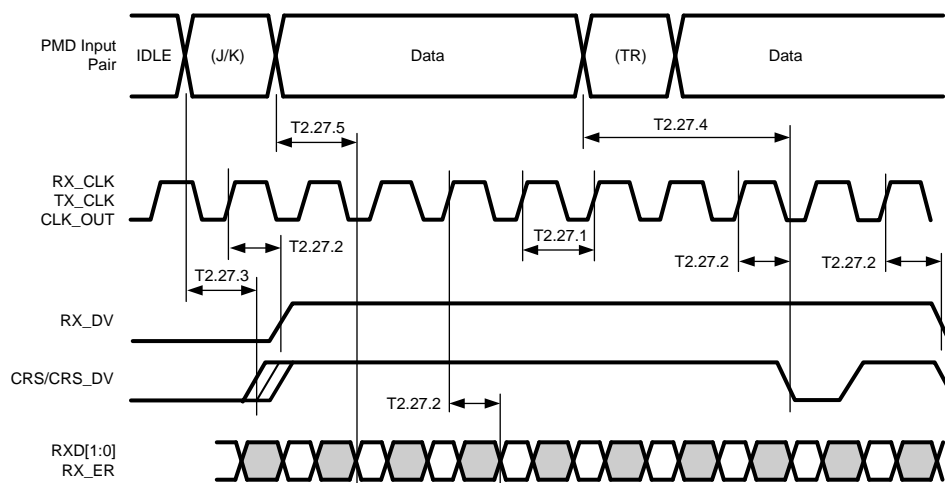 PMD Input
Pair
IDLE
(J/K)
Data
(TR)
Data
T2.27.5
T2.27.4
RX_CLK
TX_CLK
CLK_OUT
T2.27.2
T2.27.1
T2.27.2
T2.27.2
T2.27.3
RX_DV
CRS/CRS_DV
T2.27.2
RXD[1:0]
RX_ER